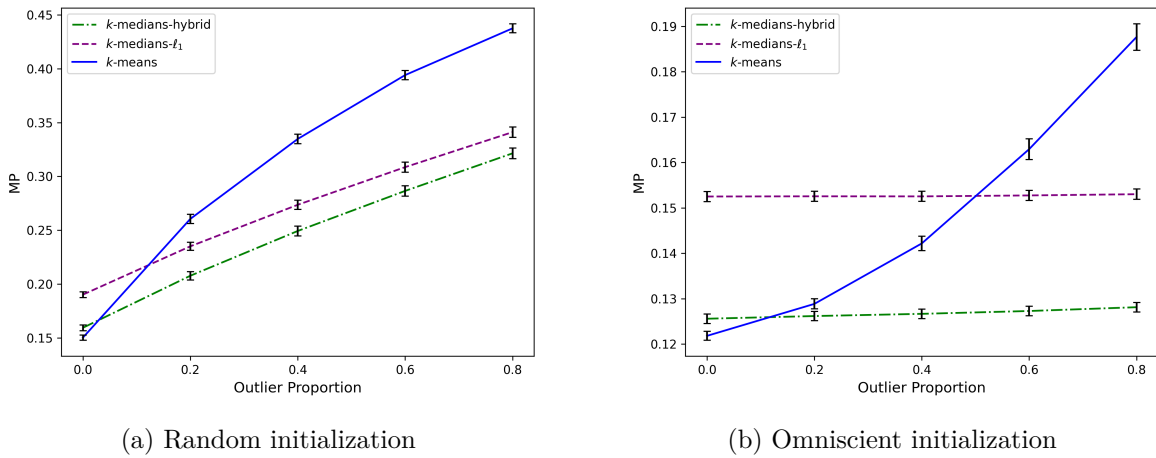 k-medians-hybrid
k-medians-ℓ₁
k-means
0.45
0.40
0.35
0.30
0.25
0.20
0.15
MP
0.0 0.2 0.4 0.6 0.8
Outlier Proportion
(a) Random initialization
k-medians-hybrid
k-medians-ℓ₁
k-means
0.19
0.18
0.17
0.16
0.15
0.14
0.13
0.12
MP
0.0 0.2 0.4 0.6 0.8
Outlier Proportion
(b) Omniscient initialization